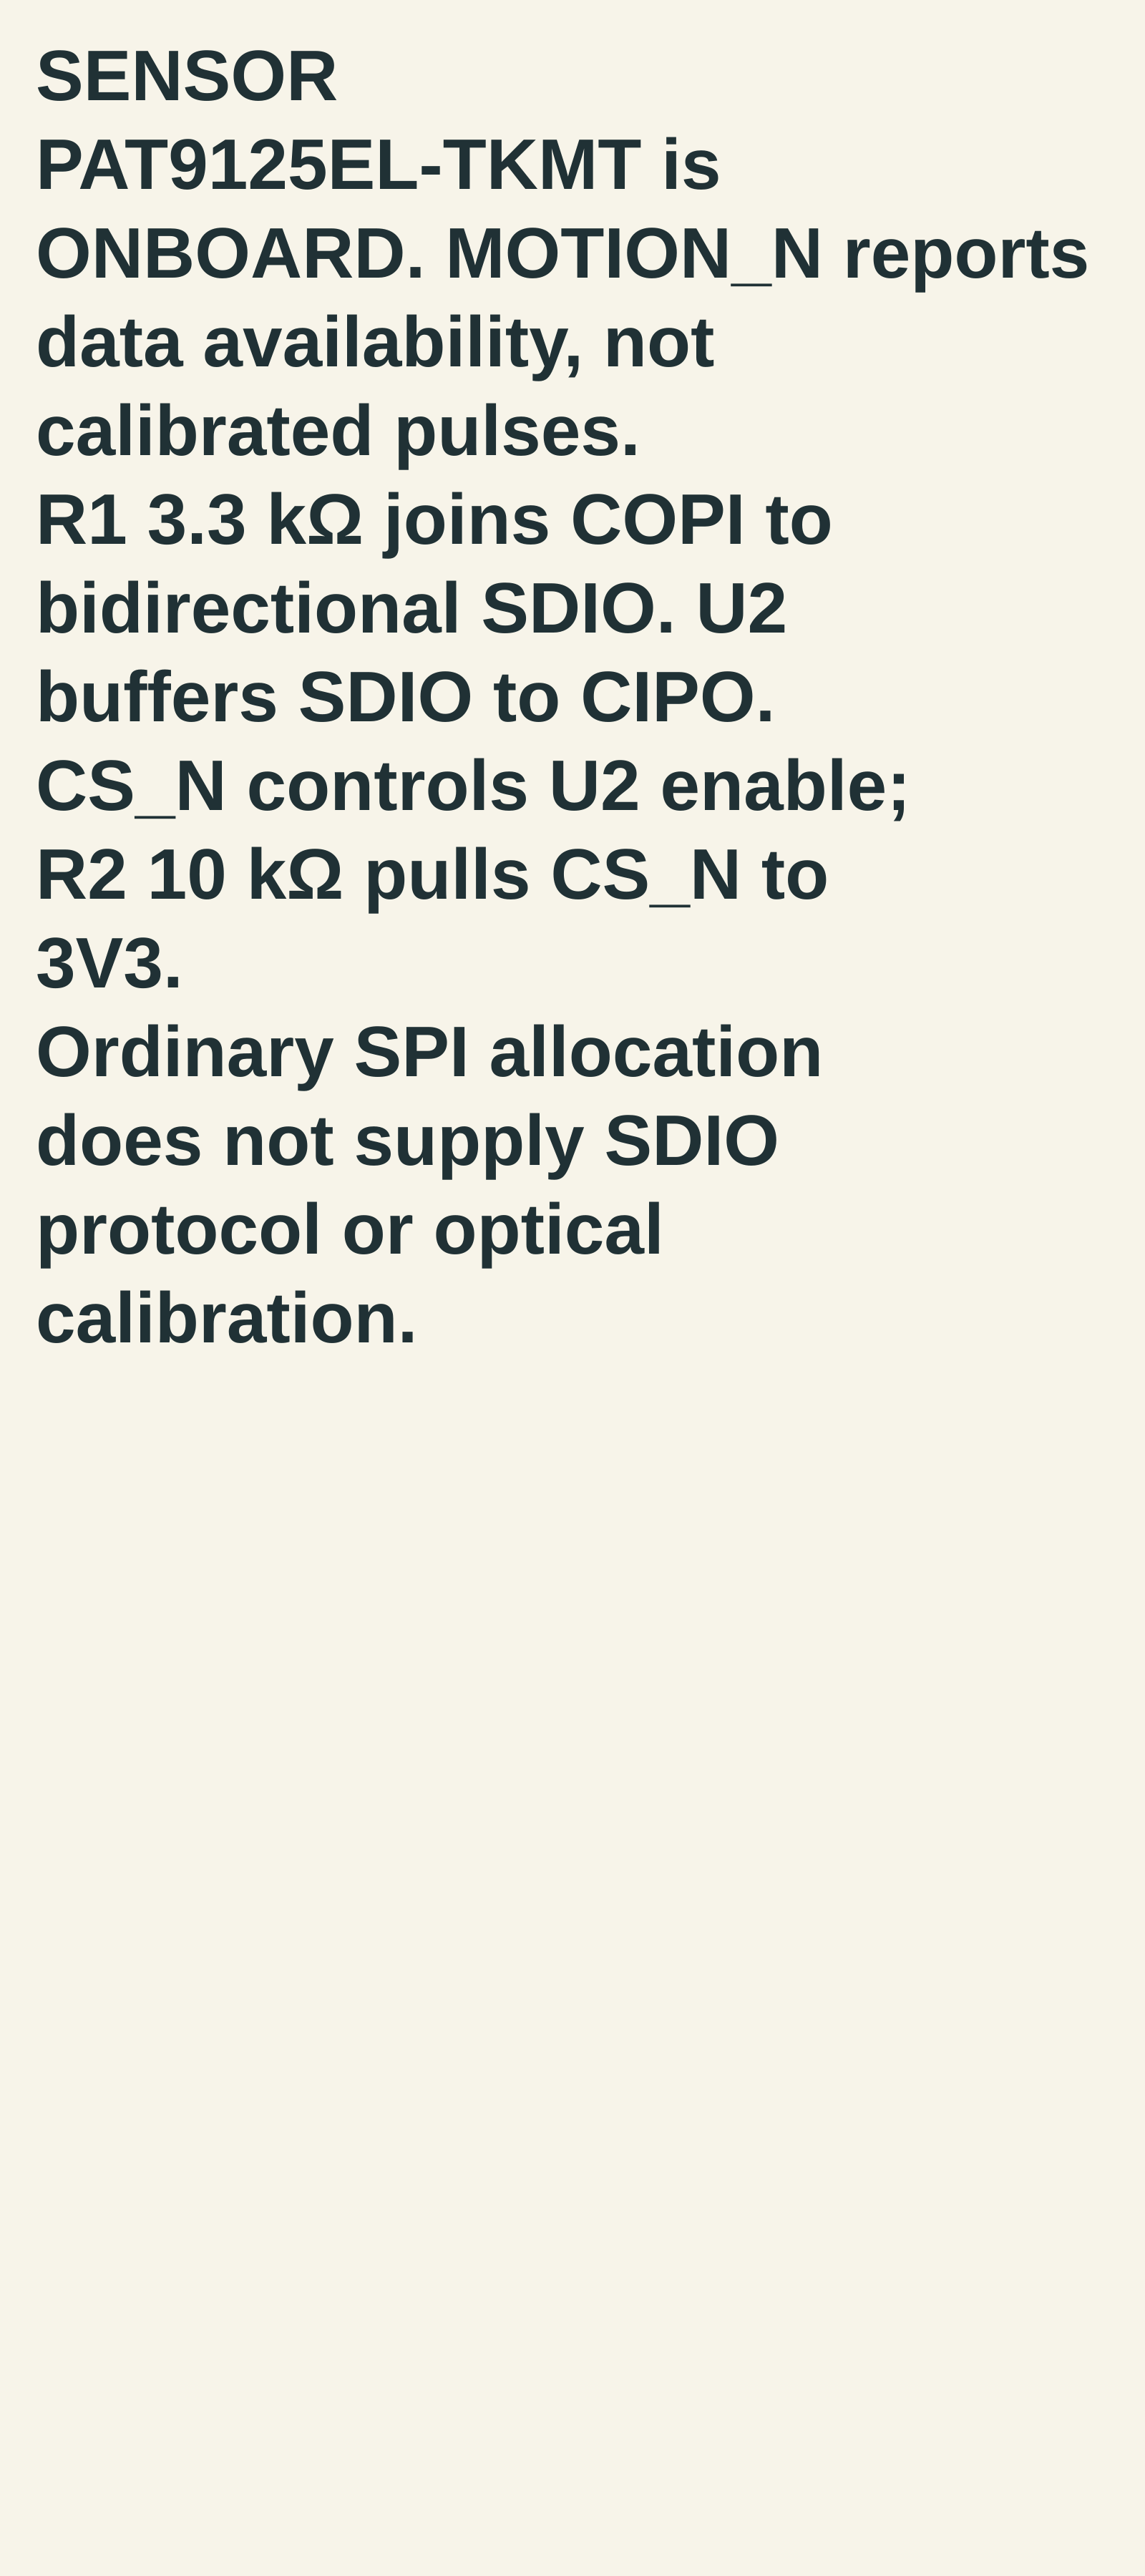 SENSOR
PAT9125EL-TKMT is
ONBOARD. MOTION_N reports
data availability, not
calibrated pulses.
R1 3.3 kΩ joins COPI to
bidirectional SDIO. U2
buffers SDIO to CIPO.
CS_N controls U2 enable;
R2 10 kΩ pulls CS_N to
3V3.
Ordinary SPI allocation
does not supply SDIO
protocol or optical
calibration.